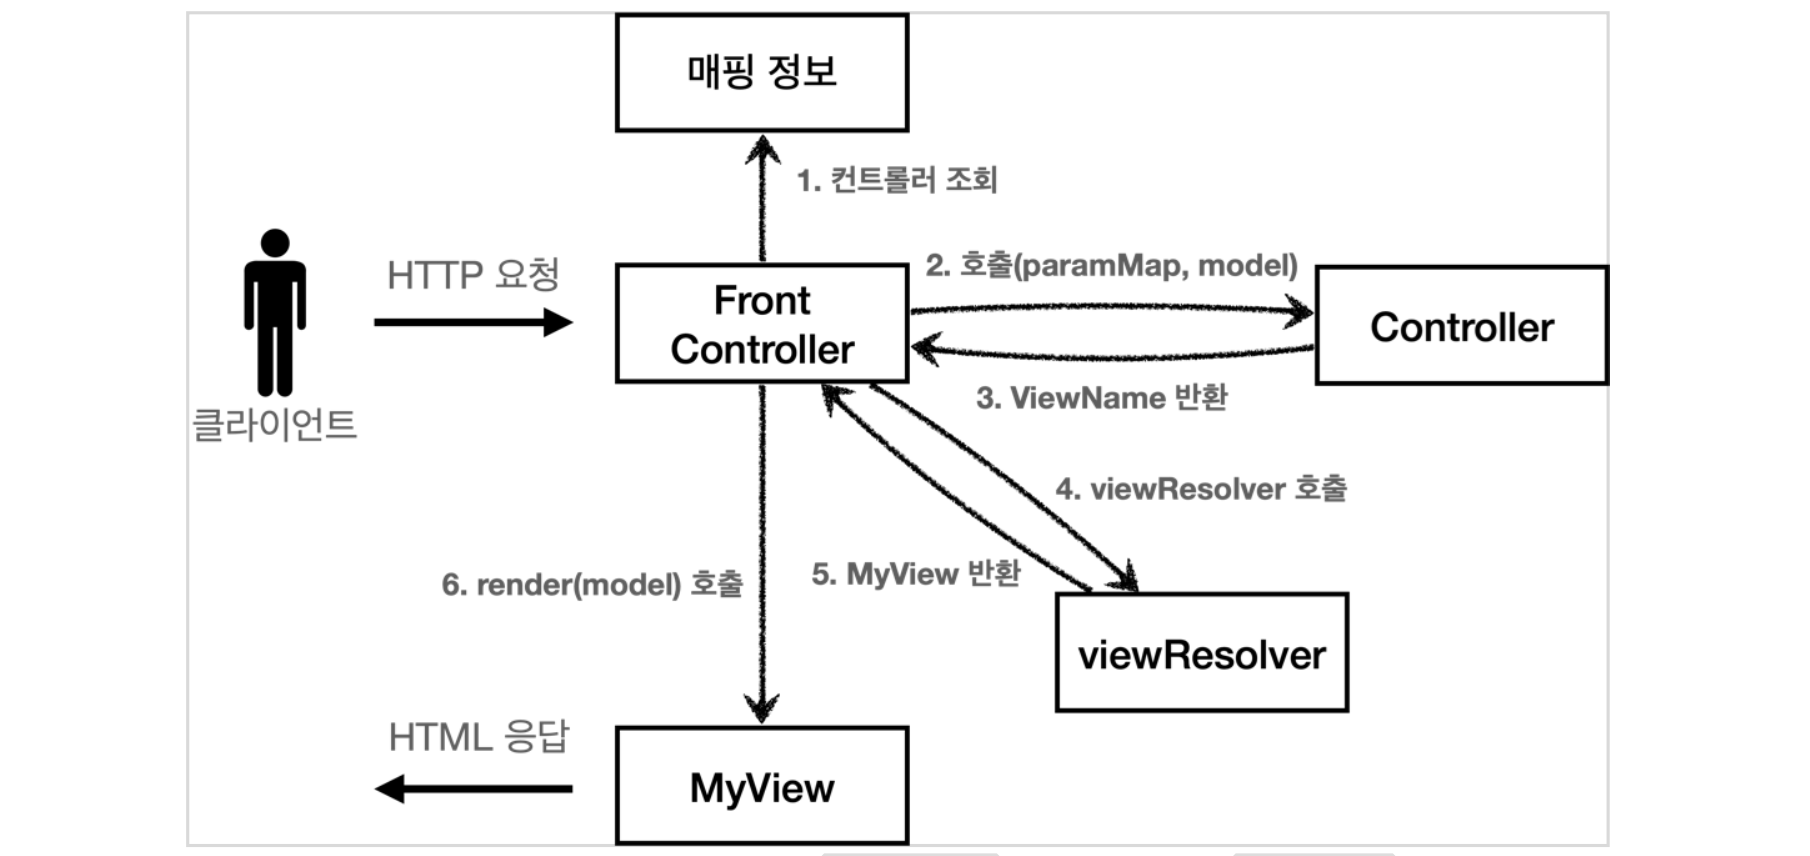 매핑 정보
1. 컨트롤러 조회
HTTP 요청
Front
Controller
2. 호출(paramMap, model)
Controller
3. ViewName 반환
클라이언트
4. viewResolver 호출
5. MyView 반환
6. render(model) 호출
viewResolver
HTML 응답
MyView